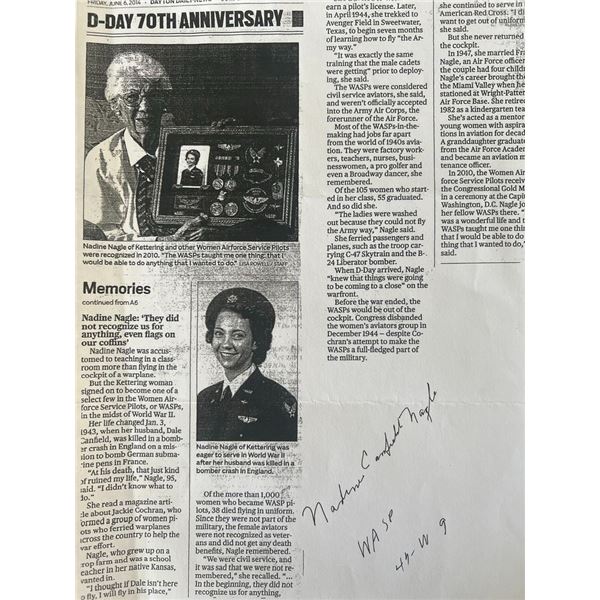 FRIDAY, JUNE 6, 2014 • DAYTON DAILY NEWS
D-DAY 70TH ANNIVERSARY
Nadine Nagle of Kettering and other Women Airforce Service Pilots
were recognized in 2010. "The WASPs taught me one thing: that I
would be able to do anything that I wanted to do." LISA POWELL / STAFF
Memories
continued from A6
Nadine Nagle: 'They did
not recognize us for
anything, even flags on
our coffins'
Nadine Nagle was accus-
tomed to teaching in a class-
room more than flying in the
cockpit of a warplane.
But the Kettering woman
signed on to become one of a
select few in the Women Air-
force Service Pilots, or WASPs,
in the midst of World War II.
Her life changed Jan. 3,
1943, when her husband, Dale
Canfield, was killed in a bomb-
er crash in England on a mis-
sion to bomb German subma-
rine pens in France.
"At his death, that just kind
of ruined my life," Nagle, 95,
said. "I didn't know what to
do."
She read a magazine arti-
cle about Jackie Cochran, who
formed a group of women pi-
lots who ferried warplanes
across the country to help the
war effort.
Nagle, who grew up on a
crop farm and was a school
teacher in her native Kansas,
wanted in.
"I thought if Dale isn't here
to fly, I will fly in his place,"
Nadine Nagle of Kettering was
eager to serve in World War II
after her husband was killed in a
bomber crash in England.
Of the more than 1,000
women who became WASP pi-
lots, 38 died flying in uniform.
Since they were not part of the
military, the female aviators
were not recognized as veter-
ans and did not get any death
benefits, Nagle remembered.
"We were civil service, and
it was sad that we were not re-
membered," she recalled. "...
In the beginning, they did not
recognize us for anything, even
earn a pilot's license. Later,
in April 1944, she trekked to
Avenger Field in Sweetwater,
Texas, to begin seven months
of learning how to fly "the Ar-
my way."
"It was exactly the same
training that the male cadets
were getting" prior to deploy-
ing, she said.
The WASPs were considered
civil service aviators, she said,
and weren't officially accepted
into the Army Air Corps, the
forerunner of the Air Force.
Most of the WASPs-in-the-
making had jobs far apart
from the world of 1940s avia-
tion. They were factory work-
ers, teachers, nurses, busi-
nesswomen, a pro golfer and
even a Broadway dancer, she
remembered.
Of the 105 women who start-
ed in her class, 55 graduated.
And so did she.
"The ladies were washed
out because they could not fly
the Army way," Nagle said.
She ferried passengers and
planes, such as the troop car-
rying C-47 Skytrain and the B-
24 Liberator bomber.
When D-Day arrived, Nagle
"knew that things were going
to be coming to a close" on the
warfront.
Before the war ended, the
WASPs would be out of the
cockpit. Congress disbanded
the women's aviators group in
December 1944 – despite Co-
chran's attempt to make the
WASPs a full-fledged part of
the military.
she continued to serve in
American Red Cross. "I di
want to get out of uniform
she said.
But she never returned
the cockpit.
In 1947, she married Fr
Nagle, an Air Force officer
the couple had four childr
Nagle's career brought the
the Miami Valley when he
stationed at Wright-Patter
Air Force Base. She retired
1982 as a kindergarten tea
She's acted as a mentor
young women with aspira
tions in aviation for decad
A granddaughter graduat
from the Air Force Acade
and became an aviation m
tenance officer.
In 2010, the Women Air
force Service Pilots receiv
the Congressional Gold M
in a ceremony at the Capit
Washington, D.C. Nagle jo
her fellow WASPs there. "
was a wonderful life and t
WASPs taught me one thi
that I would be able to do
thing that I wanted to do,
said.
Nadine Canfield Nagle
WASP
44-W 9